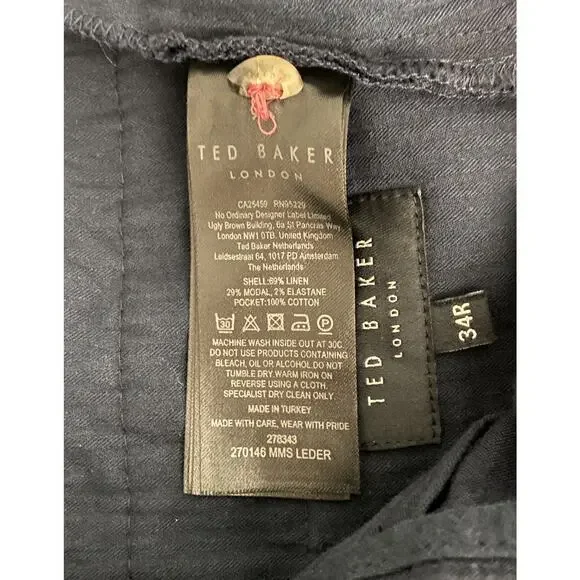 TED BAKER
LONDON
CA25459 RN95229
No Ordinary Designer Label Limited
Ugly Brown Building, 6a St Pancras Way
London NW1 0TB. United Kingdom
Ted Baker Netherlands
Leidsestraat 64, 1017 PD Amsterdam
The Netherlands
SHELL:69% LINEN
29% MODAL, 2% ELASTANE
POCKET:100% COTTON
30
P
MACHINE WASH INSIDE OUT AT 30C.
DO NOT USE PRODUCTS CONTAINING
BLEACH, OIL OR ALCOHOL DO NOT
TUMBLE DRY.WARM IRON ON
REVERSE USING A CLOTH.
SPECIALIST DRY CLEAN ONLY
MADE IN TURKEY
MADE WITH CARE, WEAR WITH PRIDE
278343
270146 MMS LEDER
TED BAKER
LONDON
34R